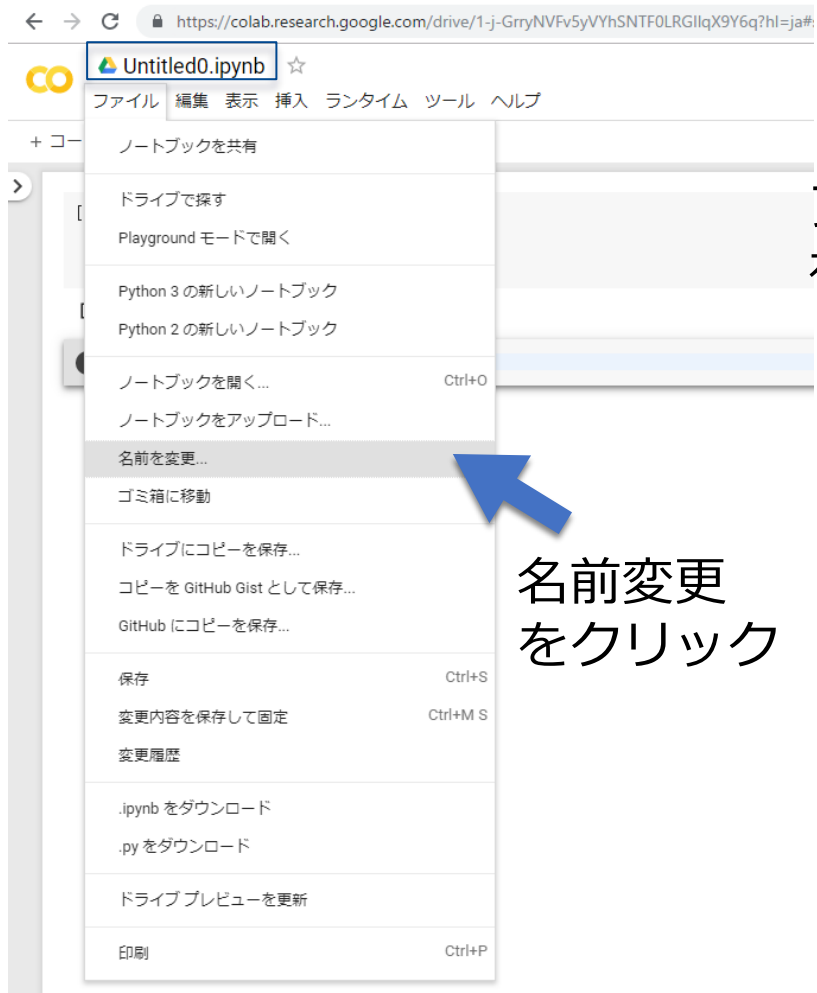 https://colab.research.google.com/drive/1-j-GrryNVFv5yVYhSNTF0LRGIlqX9Y6q?hl=ja#
CO
Untitled0.ipynb
ファイル 編集 表示 挿入 ランタイム ツール ヘルプ
+ コー
ノートブックを共有
ドライブで探す
Playground モードで開く
Python 3 の新しいノートブック
Python 2 の新しいノートブック
ノートブックを開く... Ctrl+O
ノートブックをアップロード...
名前を変更...
ゴミ箱に移動
ドライブにコピーを保存...
コピーを GitHub Gist として保存...
GitHub にコピーを保存...
保存 Ctrl+S
変更内容を保存して固定 Ctrl+M S
変更履歴
.ipynb をダウンロード
.py をダウンロード
ドライブ プレビューを更新
印刷 Ctrl+P
名前変更
をクリック